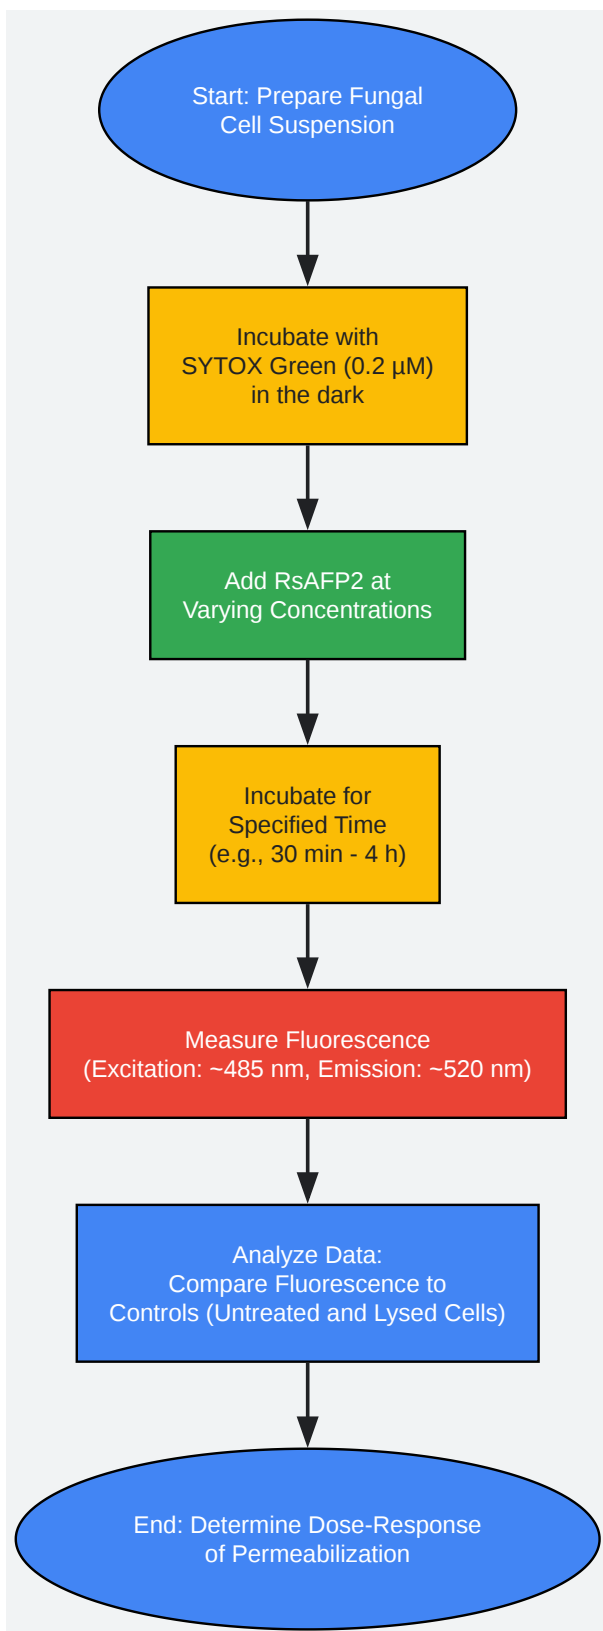 Start: Prepare Fungal
Cell Suspension
Incubate with
SYTOX Green (0.2 µM)
in the dark
Add RsAFP2 at
Varying Concentrations
Incubate for
Specified Time
(e.g., 30 min - 4 h)
Measure Fluorescence
(Excitation: ~485 nm, Emission: ~520 nm)
Analyze Data:
Compare Fluorescence to
Controls (Untreated and Lysed Cells)
End: Determine Dose-Response
of Permeabilization